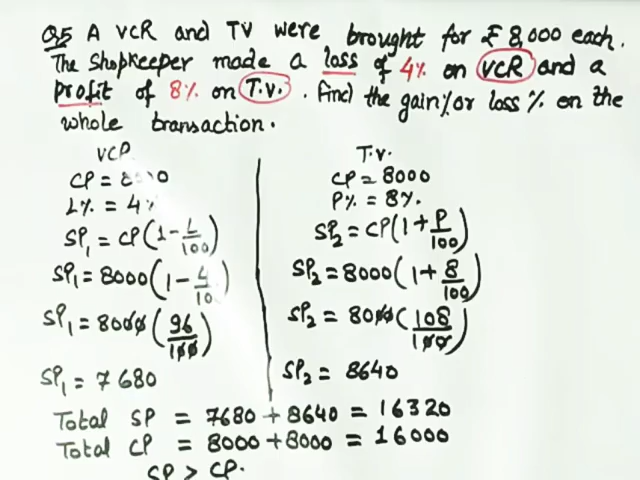 Q5 A VCR and TV were brought for ₹ 8,000 each.
The Shopkeeper made a loss of 4% on VCR and a
profit of 8% on T.V. . Find the gain% or loss % on the
whole transaction.
VCR
CP = 8000
L% = 4%
SP₁ = CP(1 - L/100)
SP₁ = 8000(1 - 4/100)
SP₁ = 8000(96/100)
SP₁ = 7680
T.V.
CP = 8000
P% = 8%
SP₂ = CP(1 + P/100)
SP₂ = 8000(1 + 8/100)
SP₂ = 8000(108/100)
SP₂ = 8640
Total SP = 7680 + 8640 = 16320
Total CP = 8000 + 8000 = 16000
SP > CP.